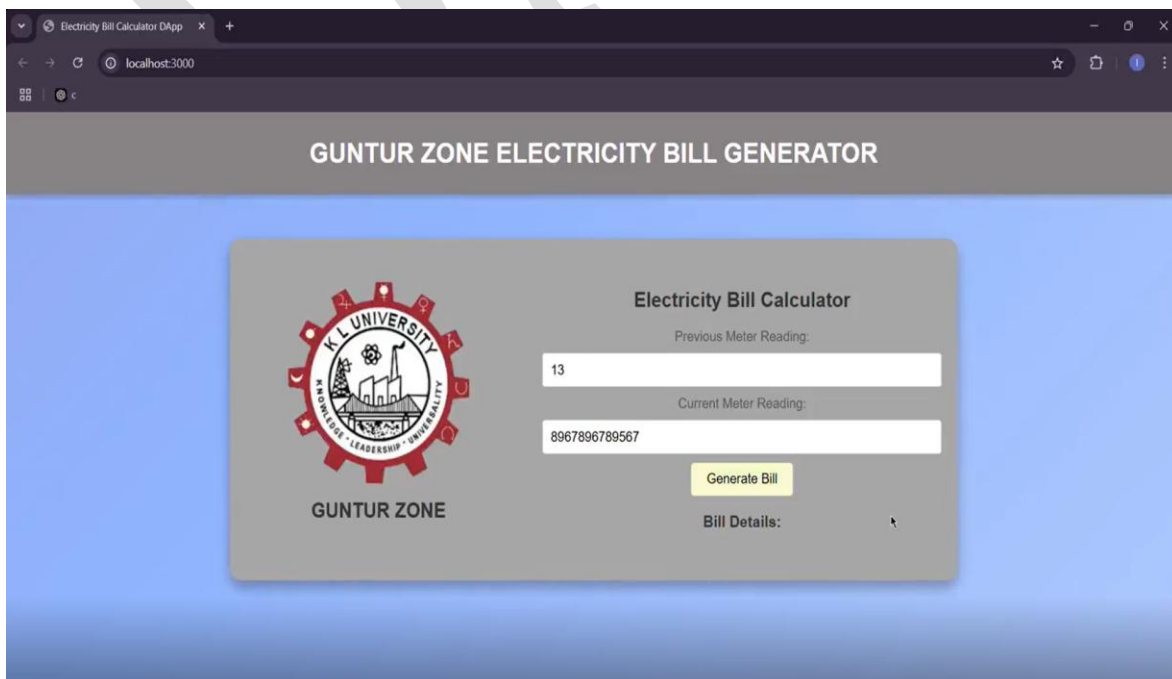 Electricity Bill Calculator DApp
localhost:3000
c
GUNTUR ZONE ELECTRICITY BILL GENERATOR
K L UNIVERSITY
KNOWLEDGE · LEADERSHIP · UNIVERSALITY
GUNTUR ZONE
Electricity Bill Calculator
Previous Meter Reading:
13
Current Meter Reading:
8967896789567
Generate Bill
Bill Details: